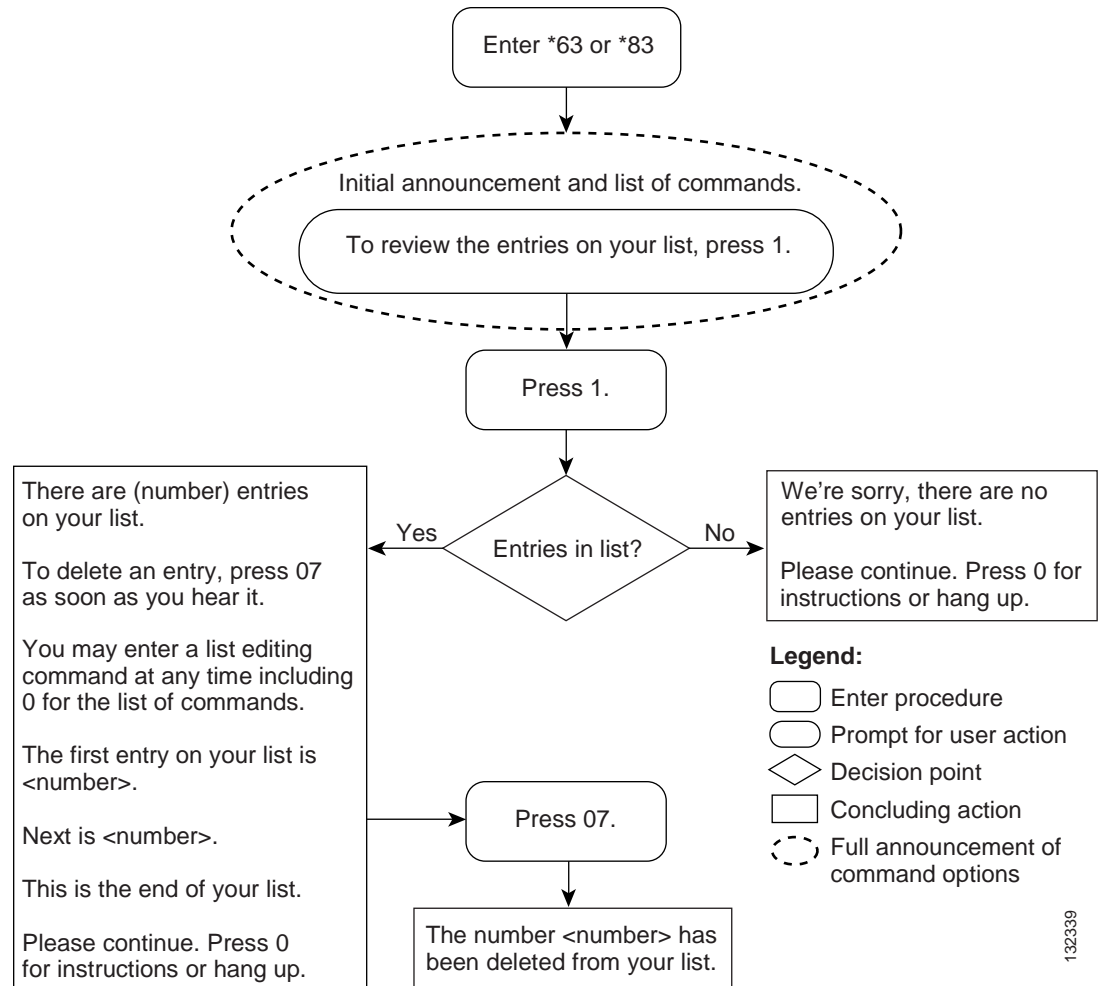 Enter *63 or *83
Initial announcement and list of commands.
To review the entries on your list, press 1.
Press 1.
Entries in list?
Yes
No
There are (number) entries
on your list.
To delete an entry, press 07
as soon as you hear it.
You may enter a list editing
command at any time including
0 for the list of commands.
The first entry on your list is
<number>.
Next is <number>.
This is the end of your list.
Please continue. Press 0
for instructions or hang up.
We're sorry, there are no
entries on your list.
Please continue. Press 0 for
instructions or hang up.
Press 07.
The number <number> has
been deleted from your list.
Legend:
Enter procedure
Prompt for user action
Decision point
Concluding action
Full announcement of
command options
132339